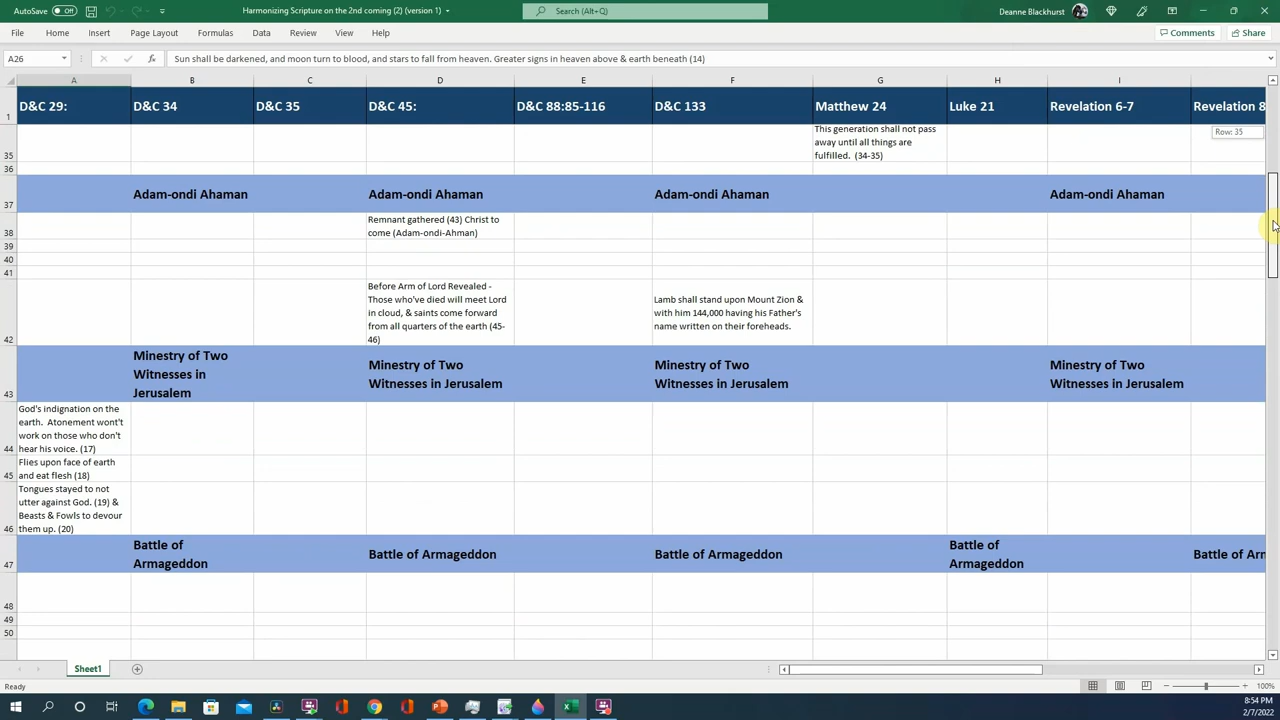 AutoSave Off
Harmonizing Scripture on the 2nd coming (2) (version 1)
Search (Alt+Q)
Deanne Blackhurst
File Home Insert Page Layout Formulas Data Review View Help
Comments Share
A26
fx
Sun shall be darkened, and moon turn to blood, and stars to fall from heaven. Greater signs in heaven above & earth beneath (14)
A B C D E F G H I
1 D&C 29: D&C 34 D&C 35 D&C 45: D&C 88:85-116 D&C 133 Matthew 24 Luke 21 Revelation 6-7 Revelation 8
Row: 35
This generation shall not pass
away until all things are
35 fulfilled. (34-35)
36
37 Adam-ondi Ahaman Adam-ondi Ahaman Adam-ondi Ahaman Adam-ondi Ahaman
Remnant gathered (43) Christ to
38 come (Adam-ondi-Ahman)
39
40
41
Before Arm of Lord Revealed -
Those who've died will meet Lord
in cloud, & saints come forward
from all quarters of the earth (45-
42 46)
Lamb shall stand upon Mount Zion &
with him 144,000 having his Father's
name written on their foreheads.
43 Minestry of Two
Witnesses in
Jerusalem
Minestry of Two
Witnesses in Jerusalem
Minestry of Two
Witnesses in Jerusalem
Minestry of Two
Witnesses in Jerusalem
God's indignation on the
earth. Atonement won't
work on those who don't
44 hear his voice. (17)
Flies upon face of earth
45 and eat flesh (18)
Tongues stayed to not
utter against God. (19) &
Beasts & Fowls to devour
46 them up. (20)
47 Battle of
Armageddon
Battle of Armageddon
Battle of Armageddon
Battle of
Armageddon
Battle of Arm
48
49
50
Sheet1
Ready
100%
8:54 PM
2/7/2022